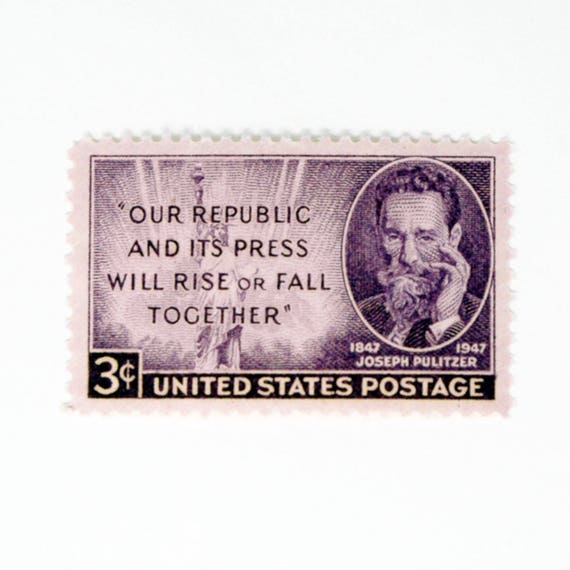 “OUR REPUBLIC
AND ITS PRESS
WILL RISE OR FALL
TOGETHER”
1847 1947
JOSEPH PULITZER
3¢ UNITED STATES POSTAGE